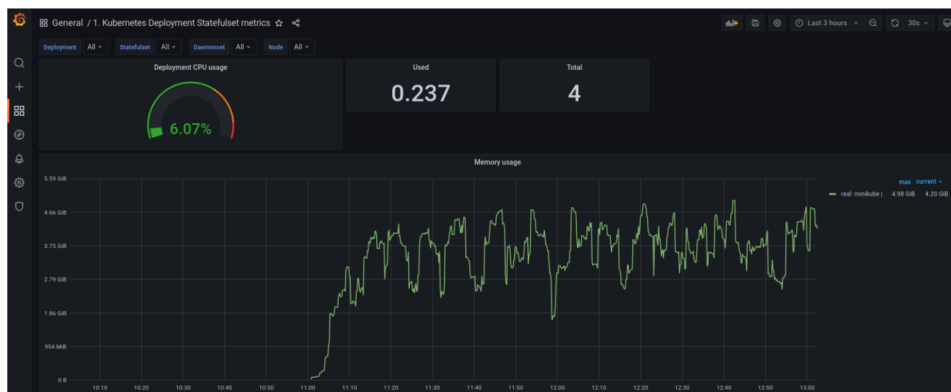 General / 1. Kubernetes Deployment Statefulset metrics
Last 3 hours
30s
Deployment All Statefulset All Daemonset All Node All
Deployment CPU usage
6.07%
Used
0.237
Total
4
Memory usage
5.59 GiB
4.66 GiB
3.73 GiB
2.79 GiB
1.86 GiB
954 MiB
0 B
10:10 10:20 10:30 10:40 10:50 11:00 11:10 11:20 11:30 11:40 11:50 12:00 12:10 12:20 12:30 12:40 12:50 13:00
max current
real: minikube | 4.98 GiB 4.20 GiB